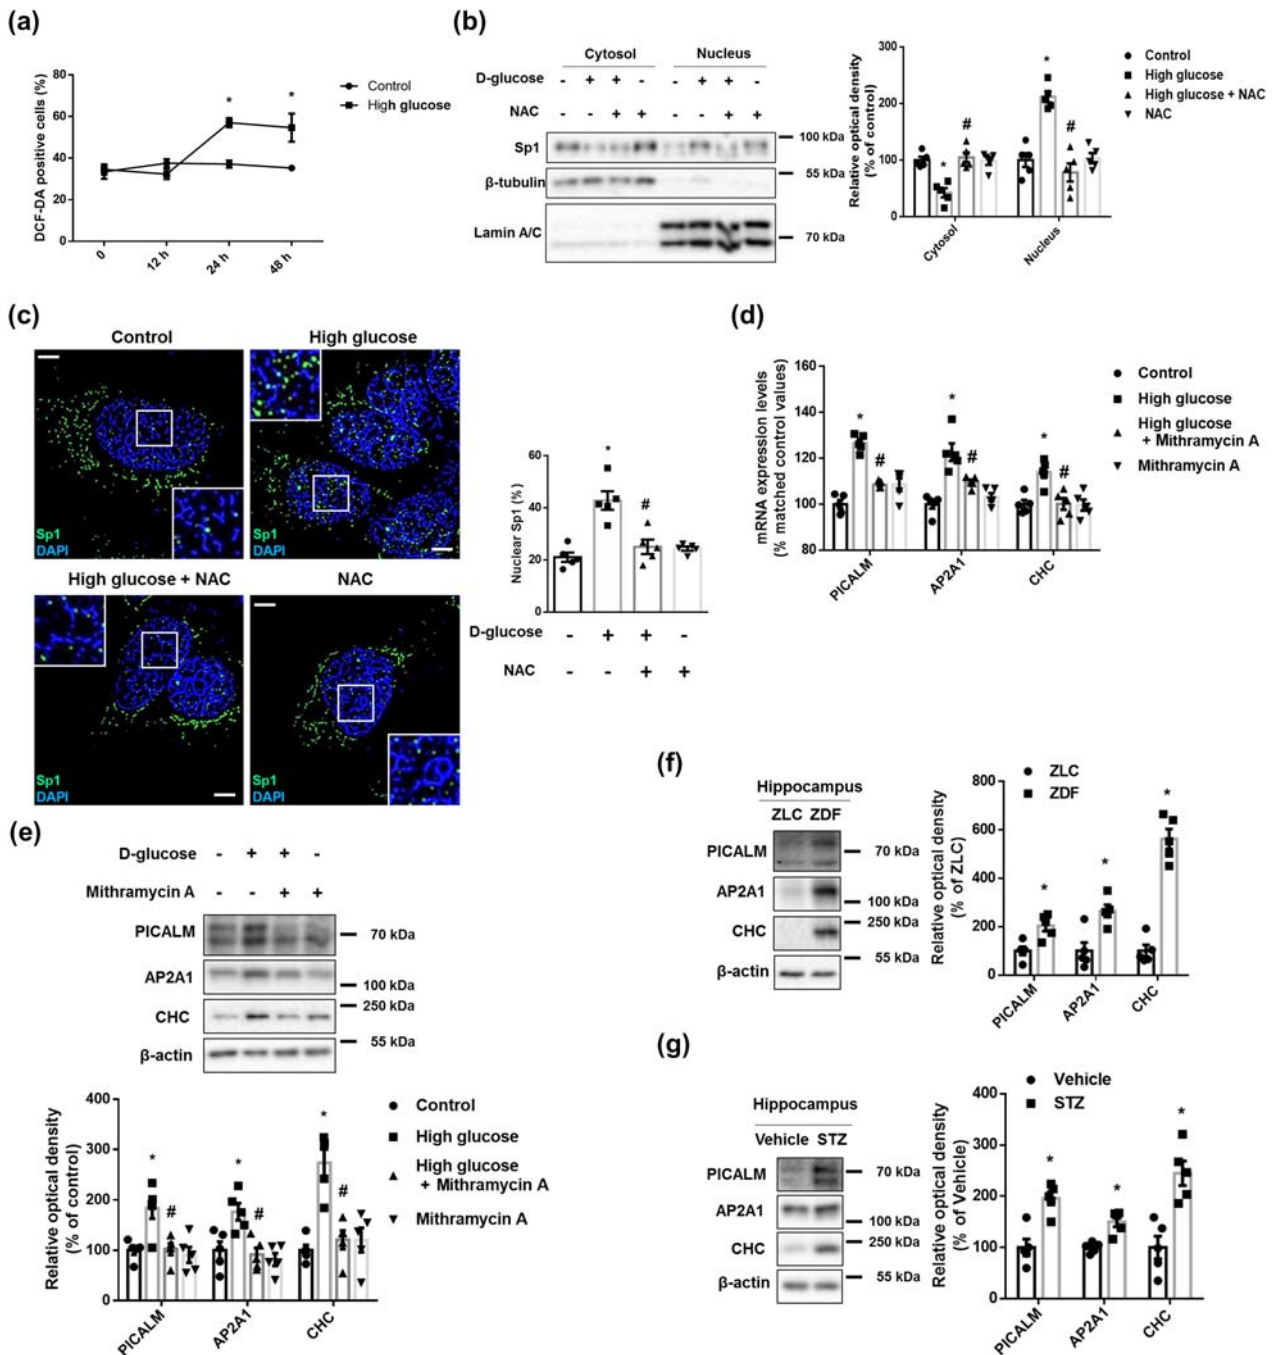 (a)
DCF-DA positive cells (%)
80
60
40
20
0
* *
0 12 h 24 h 48 h
Control
High glucose
(b)
Cytosol Nucleus
D-glucose - + + - - + + -
NAC - - + + - - + +
Sp1 100 kDa
β-tubulin 55 kDa
Lamin A/C 70 kDa
Relative optical density
(% of control)
300
200
100
0
* # * #
Cytosol Nucleus
Control
High glucose
High glucose + NAC
NAC
(c)
Control High glucose
Sp1
DAPI
Sp1
DAPI
High glucose + NAC NAC
Sp1
DAPI
Sp1
DAPI
Nuclear Sp1 (%)
60
40
20
0
* #
D-glucose - + + -
NAC - - + +
(d)
mRNA expression levels
(% matched control values)
160
140
120
100
80
* # * # * #
PICALM AP2A1 CHC
Control
High glucose
High glucose
+ Mithramycin A
Mithramycin A
(e)
D-glucose - + + -
Mithramycin A - - + +
PICALM 70 kDa
AP2A1 100 kDa
CHC 250 kDa
β-actin 55 kDa
Relative optical density
(% of control)
400
300
200
100
0
* # * # * #
PICALM AP2A1 CHC
Control
High glucose
High glucose
+ Mithramycin A
Mithramycin A
(f)
Hippocampus
ZLC ZDF
PICALM 70 kDa
AP2A1 100 kDa
CHC 250 kDa
β-actin 55 kDa
Relative optical density
(% of ZLC)
800
600
400
200
0
* * *
PICALM AP2A1 CHC
ZLC
ZDF
(g)
Hippocampus
Vehicle STZ
PICALM 70 kDa
AP2A1 100 kDa
CHC 250 kDa
β-actin 55 kDa
Relative optical density
(% of Vehicle)
400
300
200
100
0
* * *
PICALM AP2A1 CHC
Vehicle
STZ